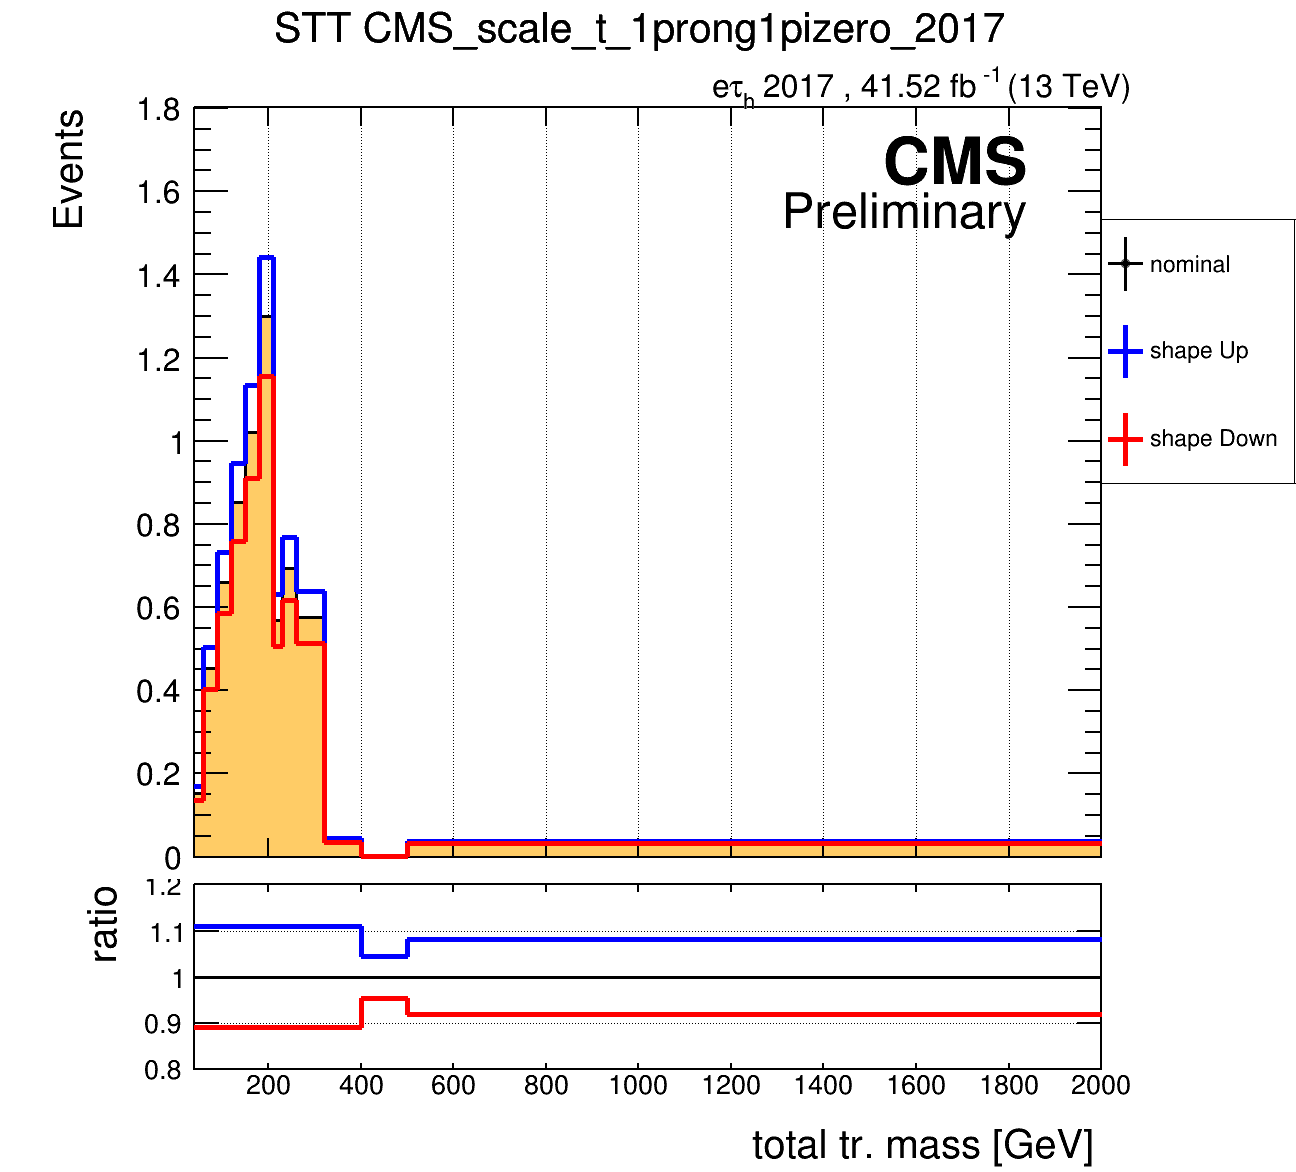 STT CMS_scale_t_1prong1pizero_2017
eτh 2017 , 41.52 fb -1 (13 TeV)
Events
1.8
1.6
1.4
1.2
1
0.8
0.6
0.4
0.2
0
CMS
Preliminary
nominal
shape Up
shape Down
ratio
1.2
1.1
1
0.9
0.8
200 400 600 800 1000 1200 1400 1600 1800 2000
total tr. mass [GeV]